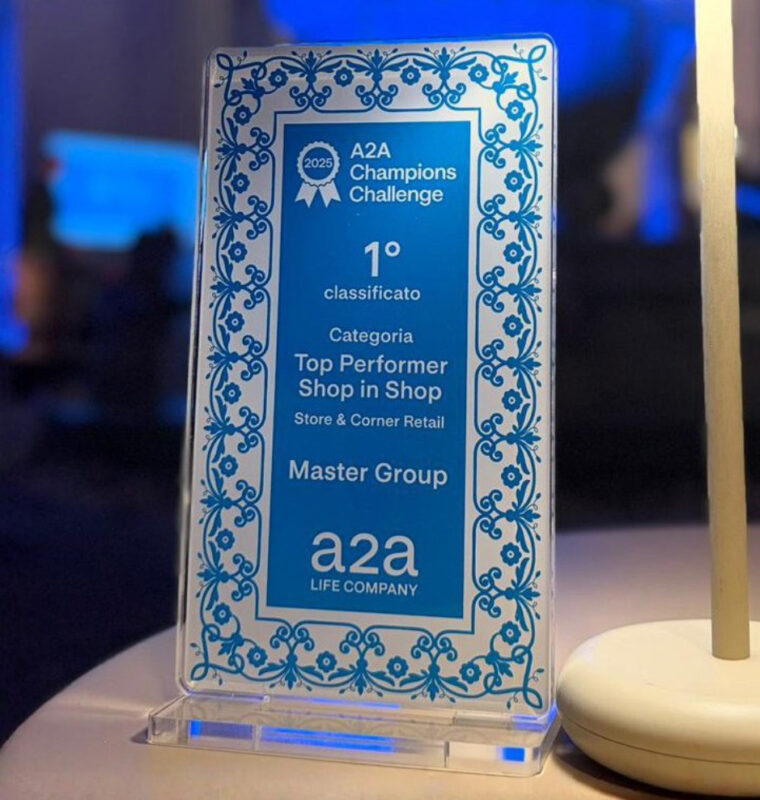 2025
A2A
Champions
Challenge
1°
classificato
Categoria
Top Performer
Shop in Shop
Store & Corner Retail
Master Group
a2a
LIFE COMPANY